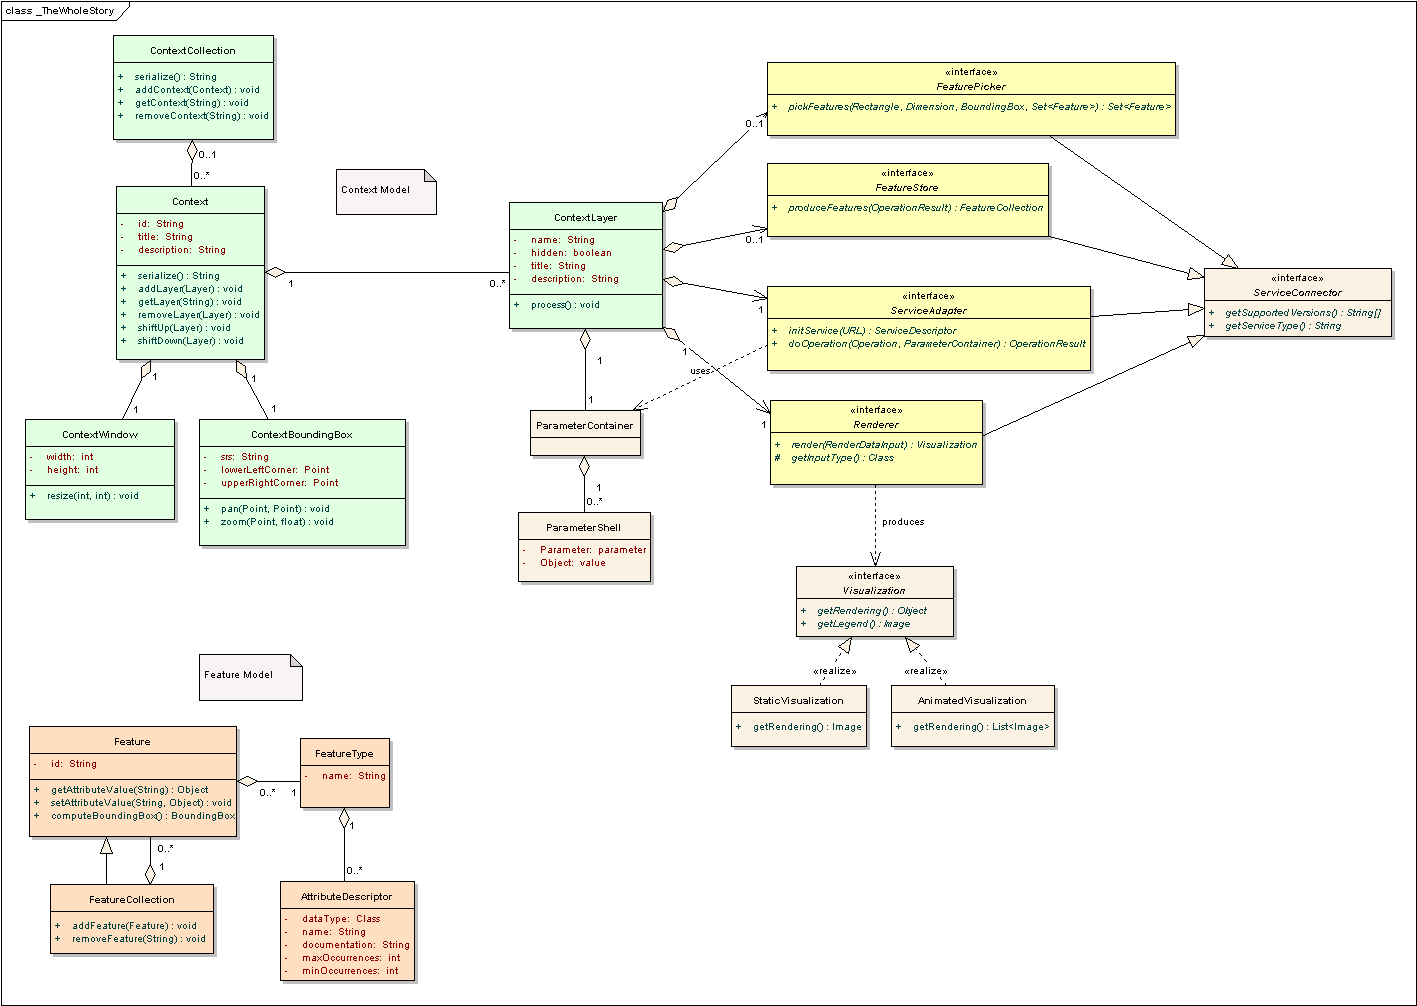 class _TheWholeStory
ContextCollection
+ serialize() : String
+ addContext(Context) : void
+ getContext(String) : void
+ removeContext(String) : void
0..1
0..*
Context
- id: String
- title: String
- description: String
+ serialize() : String
+ addLayer(Layer) : void
+ getLayer(String) : void
+ removeLayer(Layer) : void
+ shiftUp(Layer) : void
+ shiftDown(Layer) : void
1
0..*
1
1
1
1
ContextWindow
- width: int
- height: int
+ resize(int, int) : void
ContextBoundingBox
- srs: String
- lowerLeftCorner: Point
- upperRightCorner: Point
+ pan(Point, Point) : void
+ zoom(Point, float) : void
Context Model
ContextLayer
- name: String
- hidden: boolean
- title: String
- description: String
+ process() : void
0..1
0..1
1
1
1
1
1
uses
ParameterContainer
1
0..*
ParameterShell
- Parameter: parameter
- Object: value
«interface»
FeaturePicker
+ pickFeatures(Rectangle, Dimension, BoundingBox, Set<Feature>) : Set<Feature>
«interface»
FeatureStore
+ produceFeatures(OperationResult) : FeatureCollection
«interface»
ServiceAdapter
+ initService(URL) : ServiceDescriptor
+ doOperation(Operation, ParameterContainer) : OperationResult
«interface»
Renderer
+ render(RenderDataInput) : Visualization
# getInputType() : Class
«interface»
ServiceConnector
+ getSupportedVersions() : String[]
+ getServiceType() : String
produces
«interface»
Visualization
+ getRendering() : Object
+ getLegend() : Image
«realize»
«realize»
StaticVisualization
+ getRendering() : Image
AnimatedVisualization
+ getRendering() : List<Image>
Feature Model
Feature
- id: String
+ getAttributeValue(String) : Object
+ setAttributeValue(String, Object) : void
+ computeBoundingBox() : BoundingBox
0..*
1
FeatureType
- name: String
0..*
1
1
0..*
FeatureCollection
+ addFeature(Feature) : void
+ removeFeature(String) : void
AttributeDescriptor
- dataType: Class
- name: String
- documentation: String
- maxOccurrences: int
- minOccurrences: int